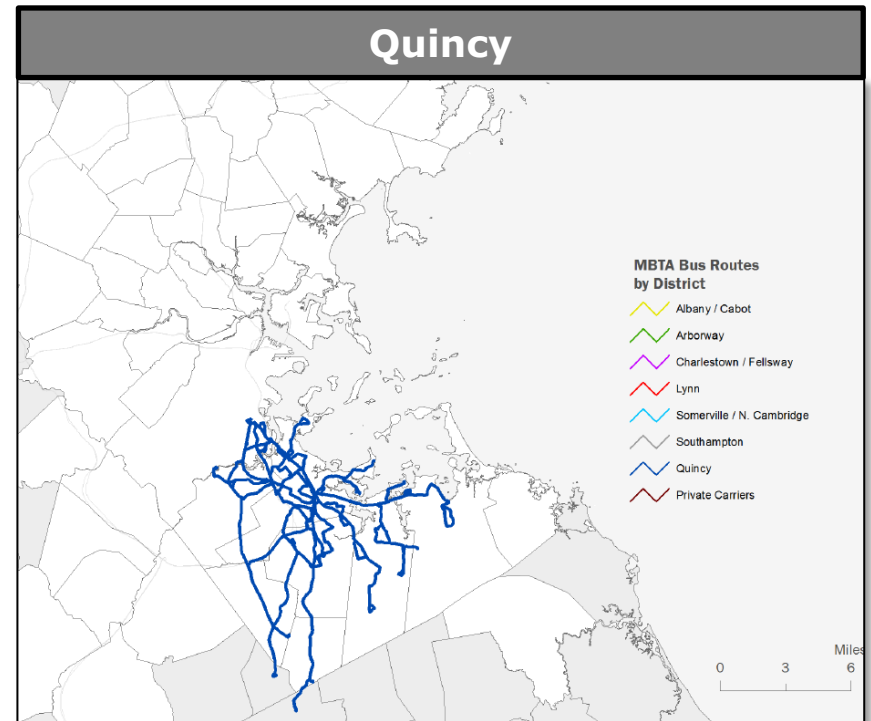 Quincy
MBTA Bus Routes
by District
Albany / Cabot
Arborway
Charlestown / Fellsway
Lynn
Somerville / N. Cambridge
Southampton
Quincy
Private Carriers
Miles
0 3 6